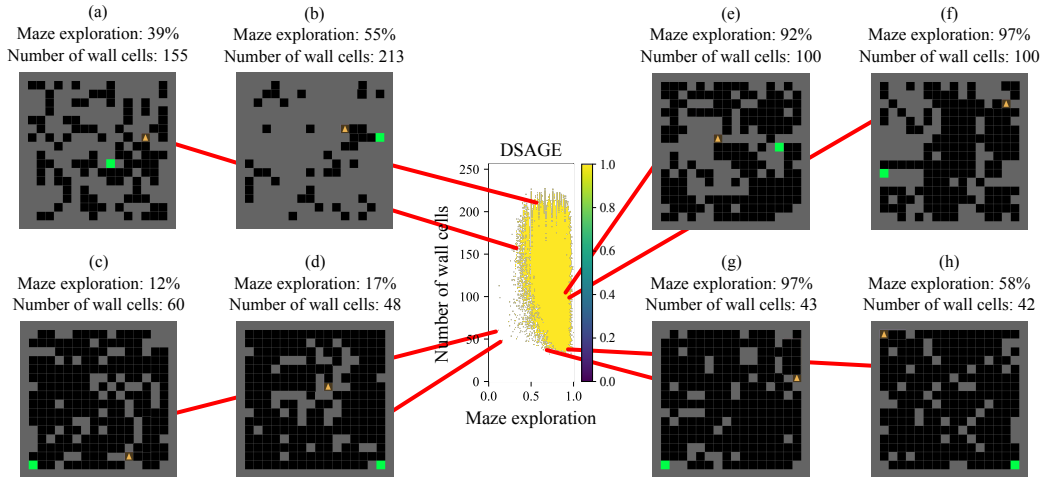 (a)
Maze exploration: 39%
Number of wall cells: 155
(b)
Maze exploration: 55%
Number of wall cells: 213
(e)
Maze exploration: 92%
Number of wall cells: 100
(f)
Maze exploration: 97%
Number of wall cells: 100
DSAGE
250
200
150
100
50
0
Number of wall cells
0.0
0.5
1.0
Maze exploration
1.0
0.8
0.6
0.4
0.2
0.0
(c)
Maze exploration: 12%
Number of wall cells: 60
(d)
Maze exploration: 17%
Number of wall cells: 48
(g)
Maze exploration: 97%
Number of wall cells: 43
(h)
Maze exploration: 58%
Number of wall cells: 42